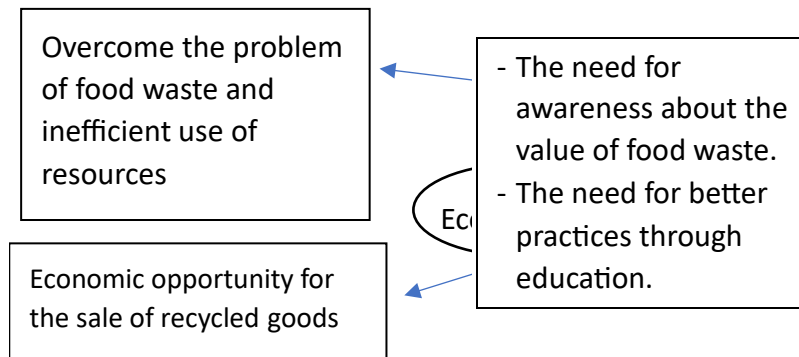 Overcome the problem
of food waste and
inefficient use of
resources
- The need for
awareness about the
value of food waste.
- The need for better
practices through
education.
Economic opportunity for
the sale of recycled goods